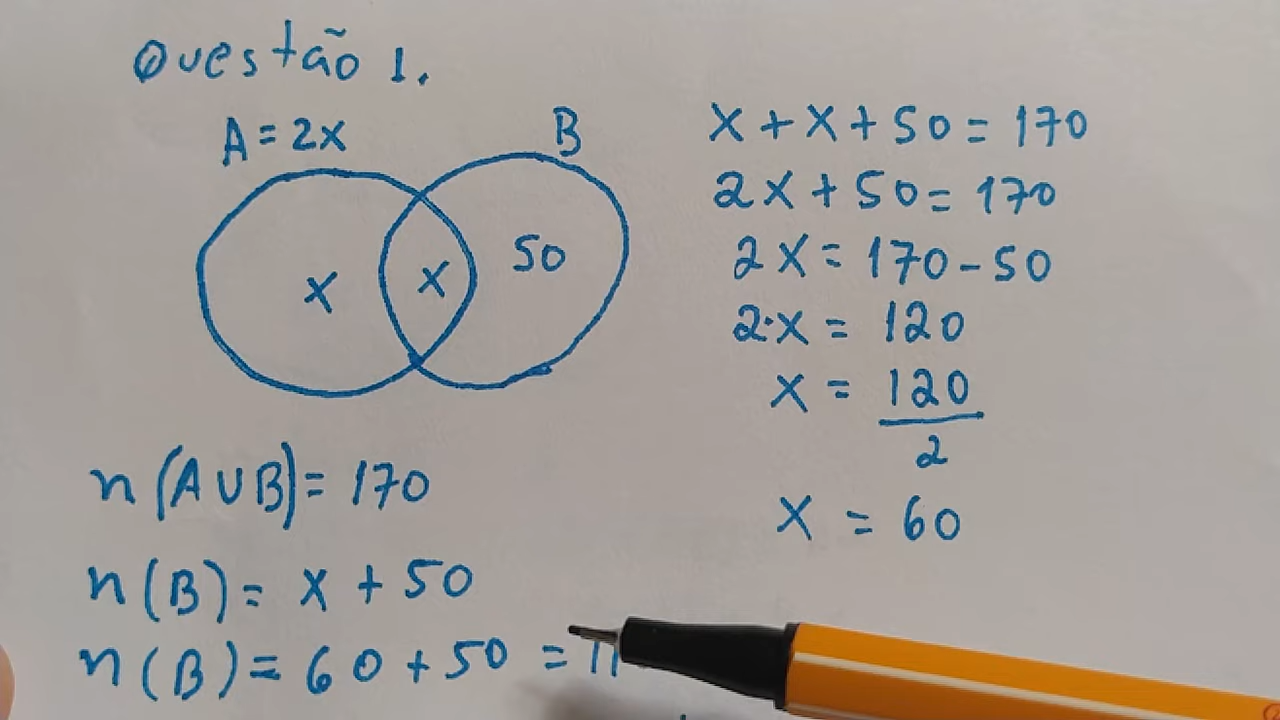 Questão 1.
A = 2x
B
x
x
50
n(A∪B) = 170
n(B) = x + 50
n(B) = 60 + 50 = 11
x + x + 50 = 170
2x + 50 = 170
2x = 170 - 50
2·x = 120
x = 120
2
x = 60